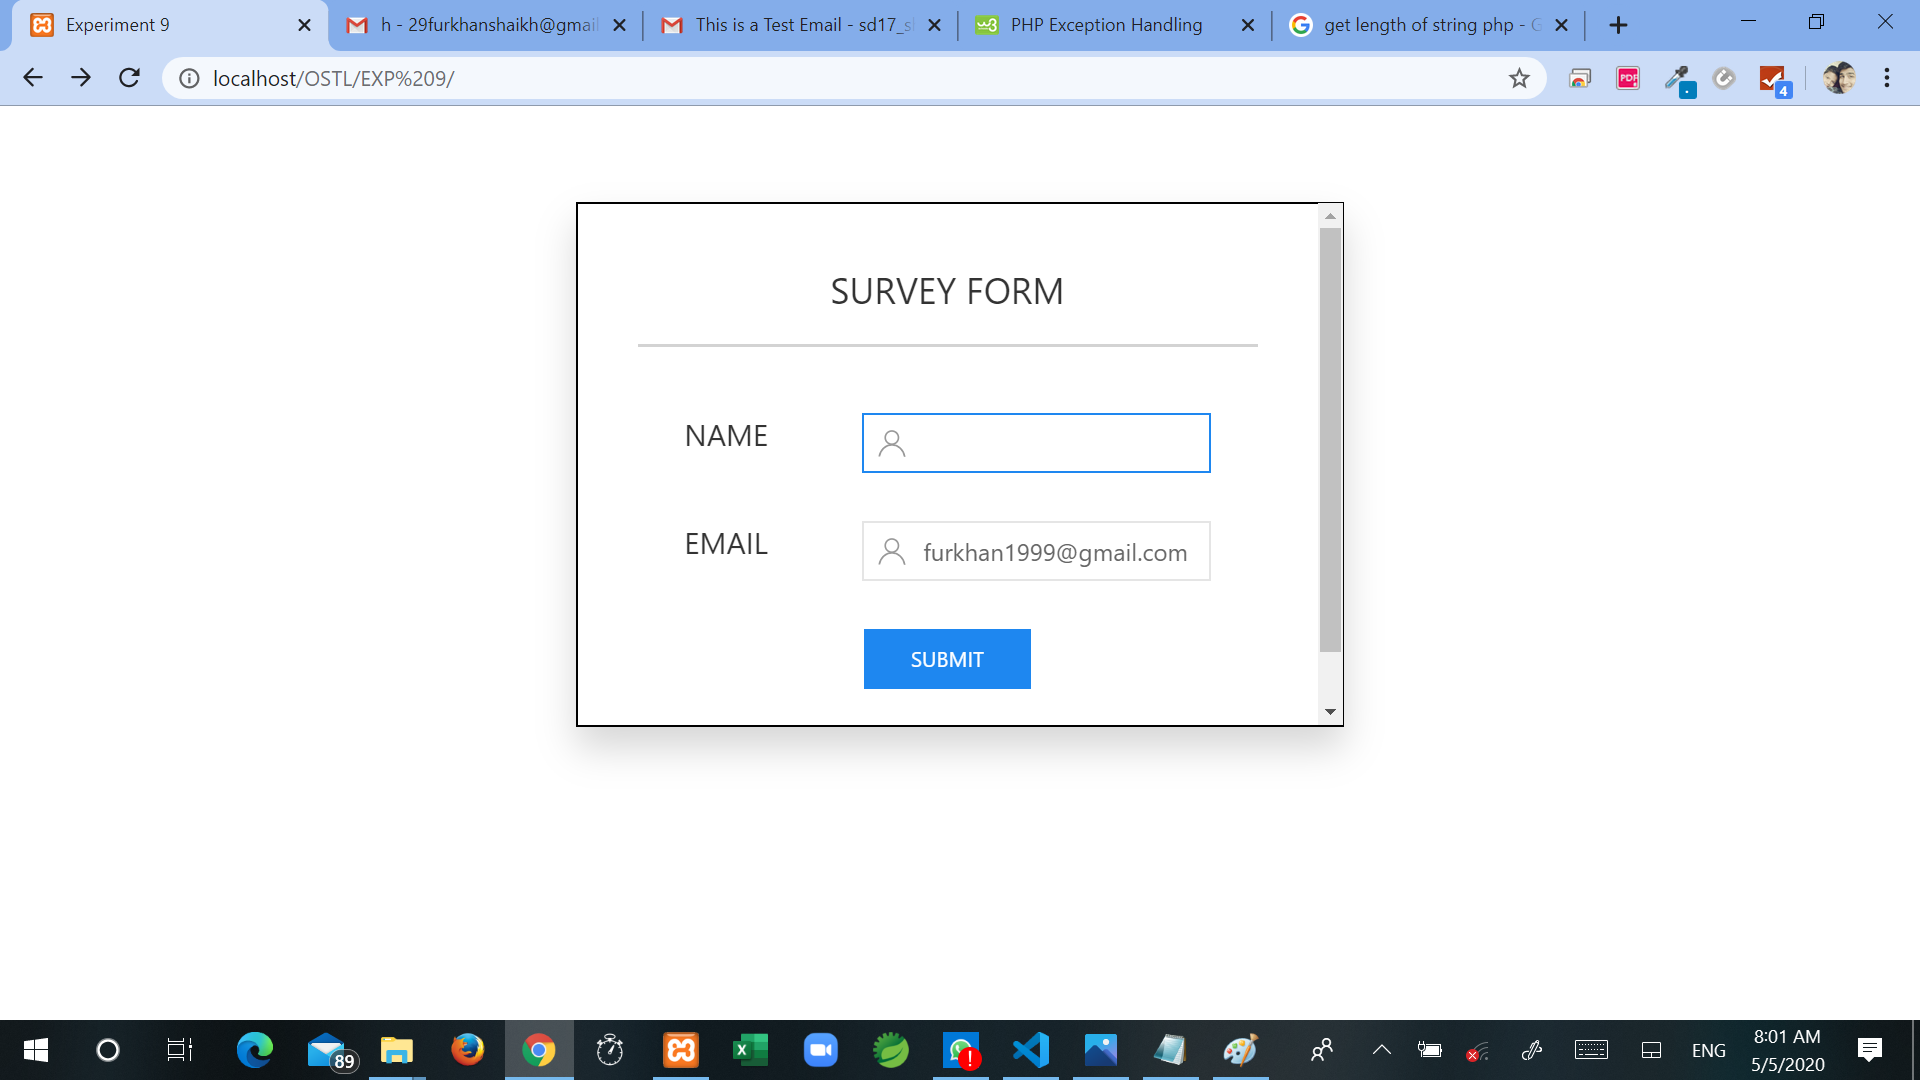 Experiment 9
h - 29furkhanshaikh@gmail
This is a Test Email - sd17_s
PHP Exception Handling
get length of string php - G
localhost/OSTL/EXP%209/
PDF
4
SURVEY FORM
NAME
EMAIL
furkhan1999@gmail.com
SUBMIT
89
ENG
8:01 AM
5/5/2020